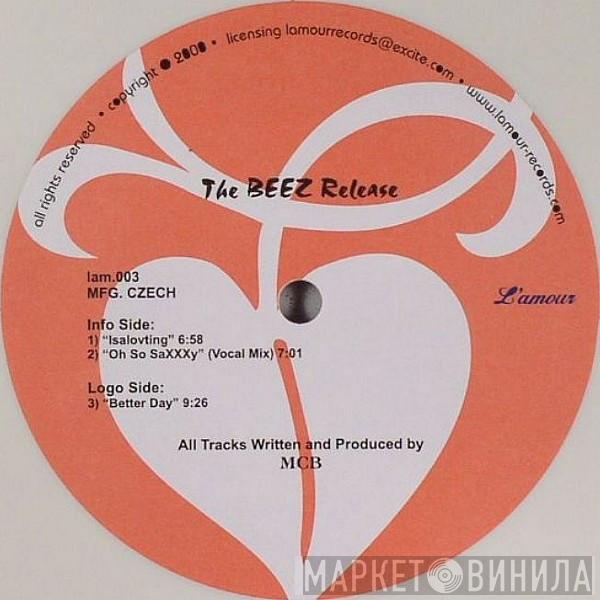 all rights reserved • copyright @ 2000 • licensing lamourrecords@excite.com • www.lamour-records.com
The BEEZ Release
lam.003
MFG. CZECH
L'amour
Info Side:
1) "Isalovting" 6:58
2) "Oh So SaXXXy" (Vocal Mix) 7:01
Logo Side:
3) "Better Day" 9:26
All Tracks Written and Produced by
MCB
МАРКЕТ ВИНИЛА